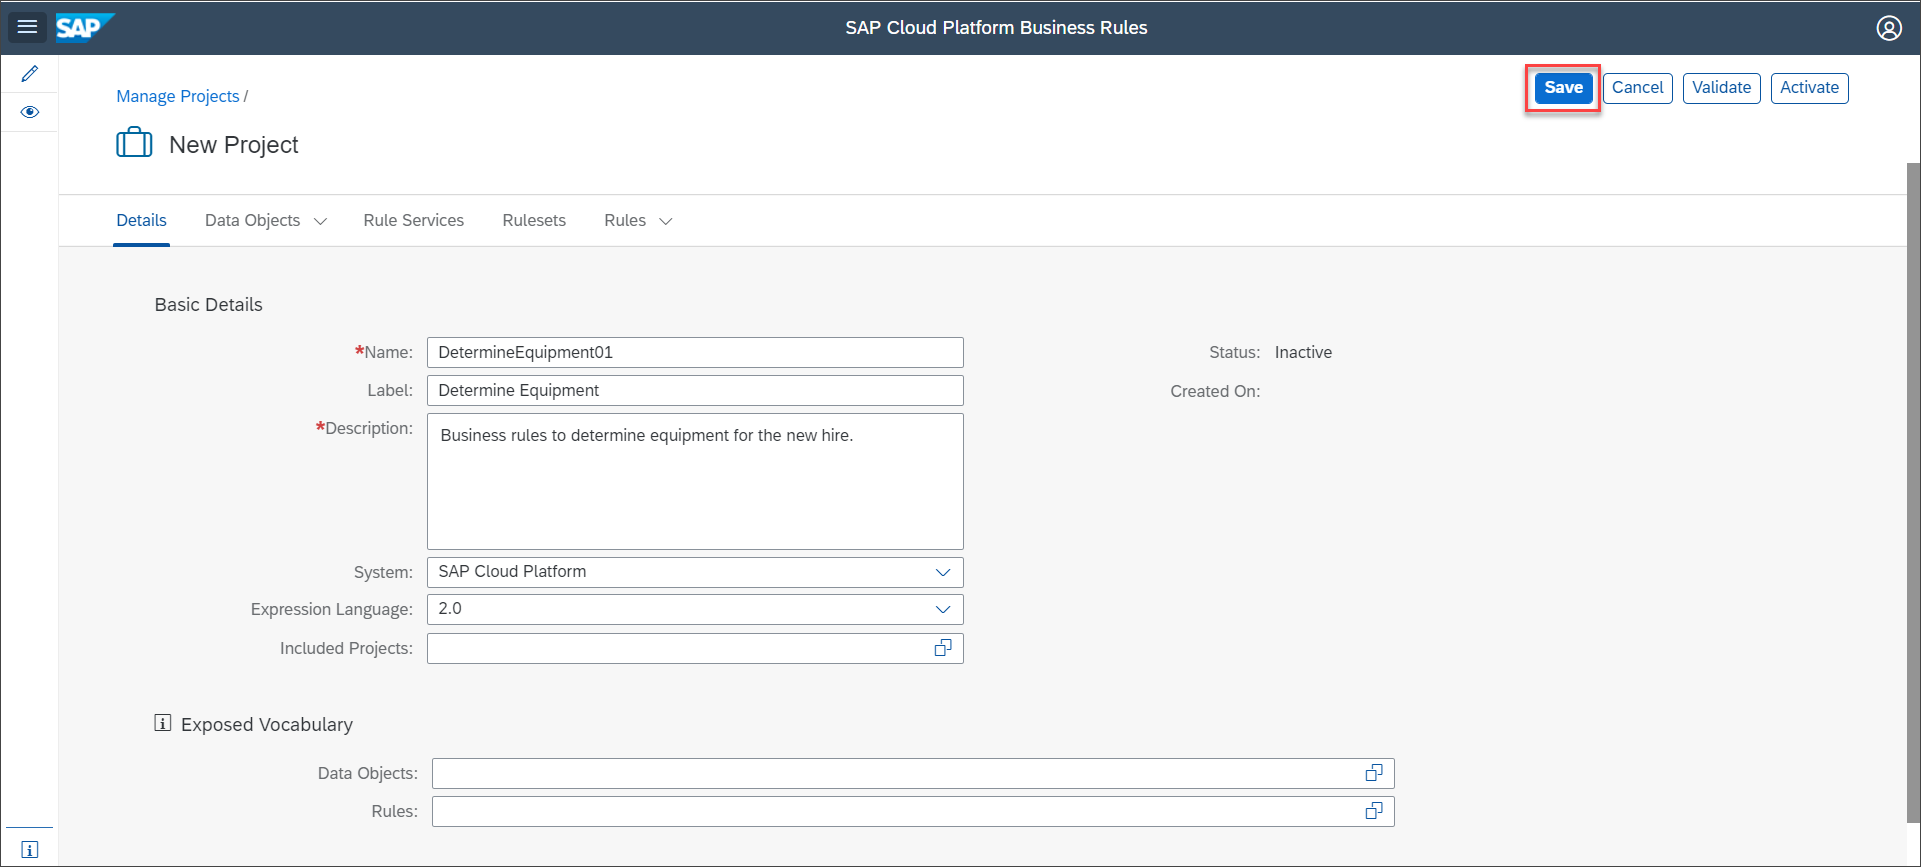 SAP
SAP Cloud Platform Business Rules
Manage Projects /
Save
Cancel
Validate
Activate
New Project
Details
Data Objects
Rule Services
Rulesets
Rules
Basic Details
*Name:
DetermineEquipment01
Status:
Inactive
Label:
Determine Equipment
Created On:
*Description:
Business rules to determine equipment for the new hire.
System:
SAP Cloud Platform
Expression Language:
2.0
Included Projects:
Exposed Vocabulary
Data Objects:
Rules: